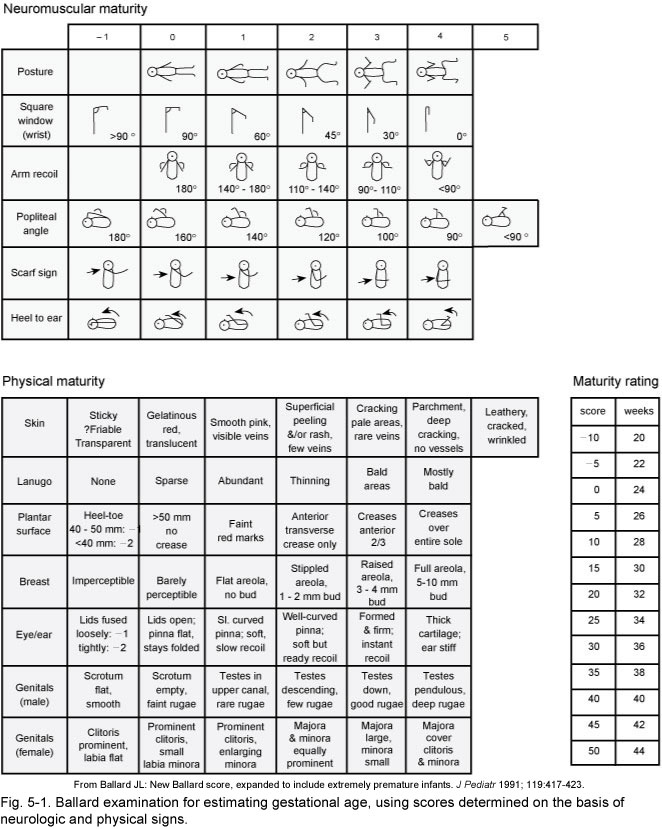 Neuromuscular maturity
−1 0 1 2 3 4 5
Posture
Square
window
(wrist)
>90 ° 90° 60° 45° 30° 0°
Arm recoil
180° 140° - 180° 110° - 140° 90°- 110° <90°
Popliteal
angle
180° 160° 140° 120° 100° 90° <90 °
Scarf sign
Heel to ear
Physical maturity
Skin
Sticky
?Friable
Transparent
Gelatinous
red,
translucent
Smooth pink,
visible veins
Superficial
peeling
&/or rash,
few veins
Cracking
pale areas,
rare veins
Parchment,
deep
cracking,
no vessels
Leathery,
cracked,
wrinkled
Lanugo
None
Sparse
Abundant
Thinning
Bald
areas
Mostly
bald
Plantar
surface
Heel-toe
40 - 50 mm: −1
<40 mm: −2
>50 mm
no
crease
Faint
red marks
Anterior
transverse
crease only
Creases
anterior
2/3
Creases
over
entire sole
Breast
Imperceptible
Barely
perceptible
Flat areola,
no bud
Stippled
areola,
1 - 2 mm bud
Raised
areola,
3 - 4 mm
bud
Full areola,
5-10 mm
bud
Eye/ear
Lids fused
loosely: −1
tightly: −2
Lids open;
pinna flat,
stays folded
Sl. curved
pinna; soft,
slow recoil
Well-curved
pinna;
soft but
ready recoil
Formed
& firm;
instant
recoil
Thick
cartilage;
ear stiff
Genitals
(male)
Scrotum
flat,
smooth
Scrotum
empty,
faint rugae
Testes in
upper canal,
rare rugae
Testes
descending,
few rugae
Testes
down,
good rugae
Testes
pendulous,
deep rugae
Genitals
(female)
Clitoris
prominent,
labia flat
Prominent
clitoris,
small
labia minora
Prominent
clitoris,
enlarging
minora
Majora
& minora
equally
prominent
Majora
large,
minora
small
Majora
cover
clitoris
& minora
Maturity rating
score weeks
−10 20
−5 22
0 24
5 26
10 28
15 30
20 32
25 34
30 36
35 38
40 40
45 42
50 44
From Ballard JL: New Ballard score, expanded to include extremely premature infants. J Pediatr 1991; 119:417-423.
Fig. 5-1. Ballard examination for estimating gestational age, using scores determined on the basis of
neurologic and physical signs.